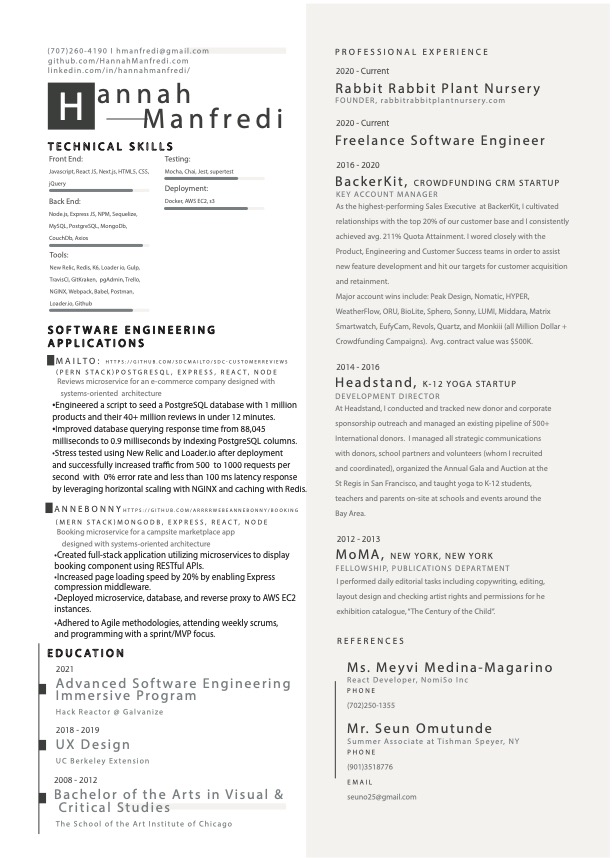 (707)260-4190 I hmanfredi@gmail.com
github.com/HannahManfredi.com
linkedin.com/in/hannahmanfredi/
Hannah
Manfredi
TECHNICAL SKILLS
Front End:
Javascript, React JS, Next.js, HTML5, CSS,
jQuery
Back End:
Node.js, Express JS, NPM, Sequelize,
MySQL, PostgreSQL, MongoDB,
CouchDb, Axios
Tools:
New Relic, Redis, K6, Loader io, Gulp,
TravisCI, GitKraken, pgAdmin, Trello,
NGINX, Webpack, Babel, Postman,
Loader.io, Github
Testing:
Mocha, Chai, Jest, supertest
Deployment:
Docker, AWS EC2, s3
SOFTWARE ENGINEERING
APPLICATIONS
MAILTO: HTTPS://GITHUB.COM/SDCMAILTO/SDC-CUSTOMERREVIEWS
(PERN STACK)POSTGRESQL, EXPRESS, REACT, NODE
Reviews microservice for an e-commerce company designed with
systems-oriented architecture
•Engineered a script to seed a PostgreSQL database with 1 million
products and their 40+ million reviews in under 12 minutes.
•Improved database querying response time from 88,045
milliseconds to 0.9 milliseconds by indexing PostgreSQL columns.
•Stress tested using New Relic and Loader.io after deployment
and successfully increased traffic from 500 to 1000 requests per
second with 0% error rate and less than 100 ms latency response
by leveraging horizontal scaling with NGINX and caching with Redis.
ANNEBONNY HTTPS://GITHUB.COM/ARRRRWEREANNEBONNY/BOOKING
(MERN STACK)MONGODB, EXPRESS, REACT, NODE
Booking microservice for a campsite marketplace app
designed with systems-oriented architecture
•Created full-stack application utilizing microservices to display
booking component using RESTful APIs.
•Increased page loading speed by 20% by enabling Express
compression middleware.
•Deployed microservice, database, and reverse proxy to AWS EC2
instances.
•Adhered to Agile methodologies, attending weekly scrums,
and programming with a sprint/MVP focus.
EDUCATION
2021
Advanced Software Engineering
Immersive Program
Hack Reactor @ Galvanize
2018 - 2019
UX Design
UC Berkeley Extension
2008 - 2012
Bachelor of the Arts in Visual &
Critical Studies
The School of the Art Institute of Chicago
PROFESSIONAL EXPERIENCE
2020 - Current
Rabbit Rabbit Plant Nursery
FOUNDER, rabbitrabbitplantnursery.com
2020 - Current
Freelance Software Engineer
2016 - 2020
BackerKit, CROWDFUNDING CRM STARTUP
KEY ACCOUNT MANAGER
As the highest-performing Sales Executive at BackerKit, I cultivated
relationships with the top 20% of our customer base and I consistently
achieved avg. 211% Quota Attainment. I wored closely with the
Product, Engineering and Customer Success teams in order to assist
new feature development and hit our targets for customer acquisition
and retainment.
Major account wins include: Peak Design, Nomatic, HYPER,
WeatherFlow, ORU, BioLite, Sphero, Sonny, LUMI, Middara, Matrix
Smartwatch, EufyCam, Revols, Quartz, and Monkiii (all Million Dollar +
Crowdfunding Campaigns). Avg. contract value was $500K.
2014 - 2016
Headstand, K-12 YOGA STARTUP
DEVELOPMENT DIRECTOR
At Headstand, I conducted and tracked new donor and corporate
sponsorship outreach and managed an existing pipeline of 500+
International donors. I managed all strategic communications
with donors, school partners and volunteers (whom I recruited
and coordinated), organized the Annual Gala and Auction at the
St Regis in San Francisco, and taught yoga to K-12 students,
teachers and parents on-site at schools and events around the
Bay Area.
2012 - 2013
MoMA, NEW YORK, NEW YORK
FELLOWSHIP, PUBLICATIONS DEPARTMENT
I performed daily editorial tasks including copywriting, editing,
layout design and checking artist rights and permissions for he
exhibition catalogue, "The Century of the Child".
REFERENCES
Ms. Meyvi Medina-Magarino
React Developer, NomiSo Inc
PHONE
(702)250-1355
Mr. Seun Omutunde
Summer Associate at Tishman Speyer, NY
PHONE
(901)3518776
EMAIL
seuno25@gmail.com